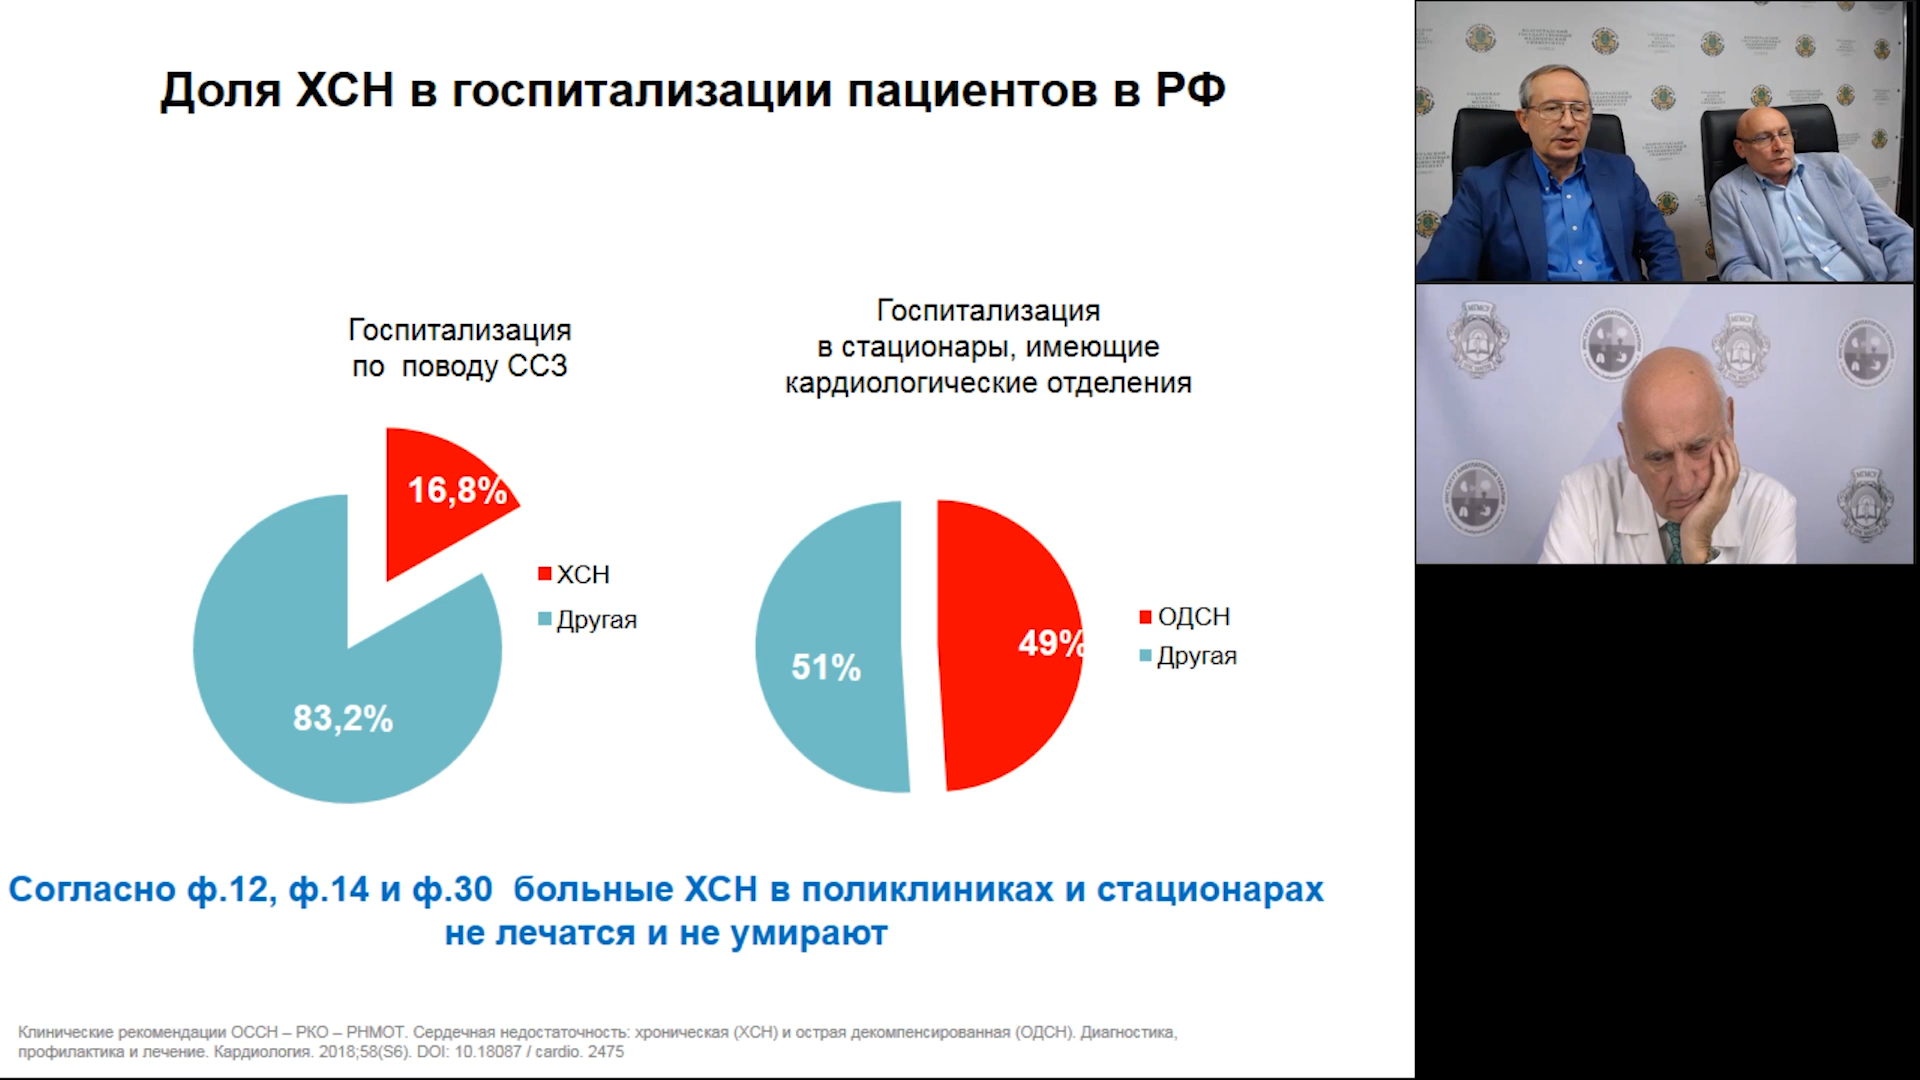 Доля ХСН в госпитализации пациентов в РФ
Госпитализация
по поводу ССЗ
16,8%
83,2%
ХСН
Другая
Госпитализация
в стационары, имеющие
кардиологические отделения
51%
49%
ОДСН
Другая
Согласно ф.12, ф.14 и ф.30 больные ХСН в поликлиниках и стационарах
не лечатся и не умирают
Клинические рекомендации ОССН – РКО – РНМОТ. Сердечная недостаточность: хроническая (ХСН) и острая декомпенсированная (ОДСН). Диагностика,
профилактика и лечение. Кардиология. 2018;58(S6). DOI: 10.18087 / cardio. 2475